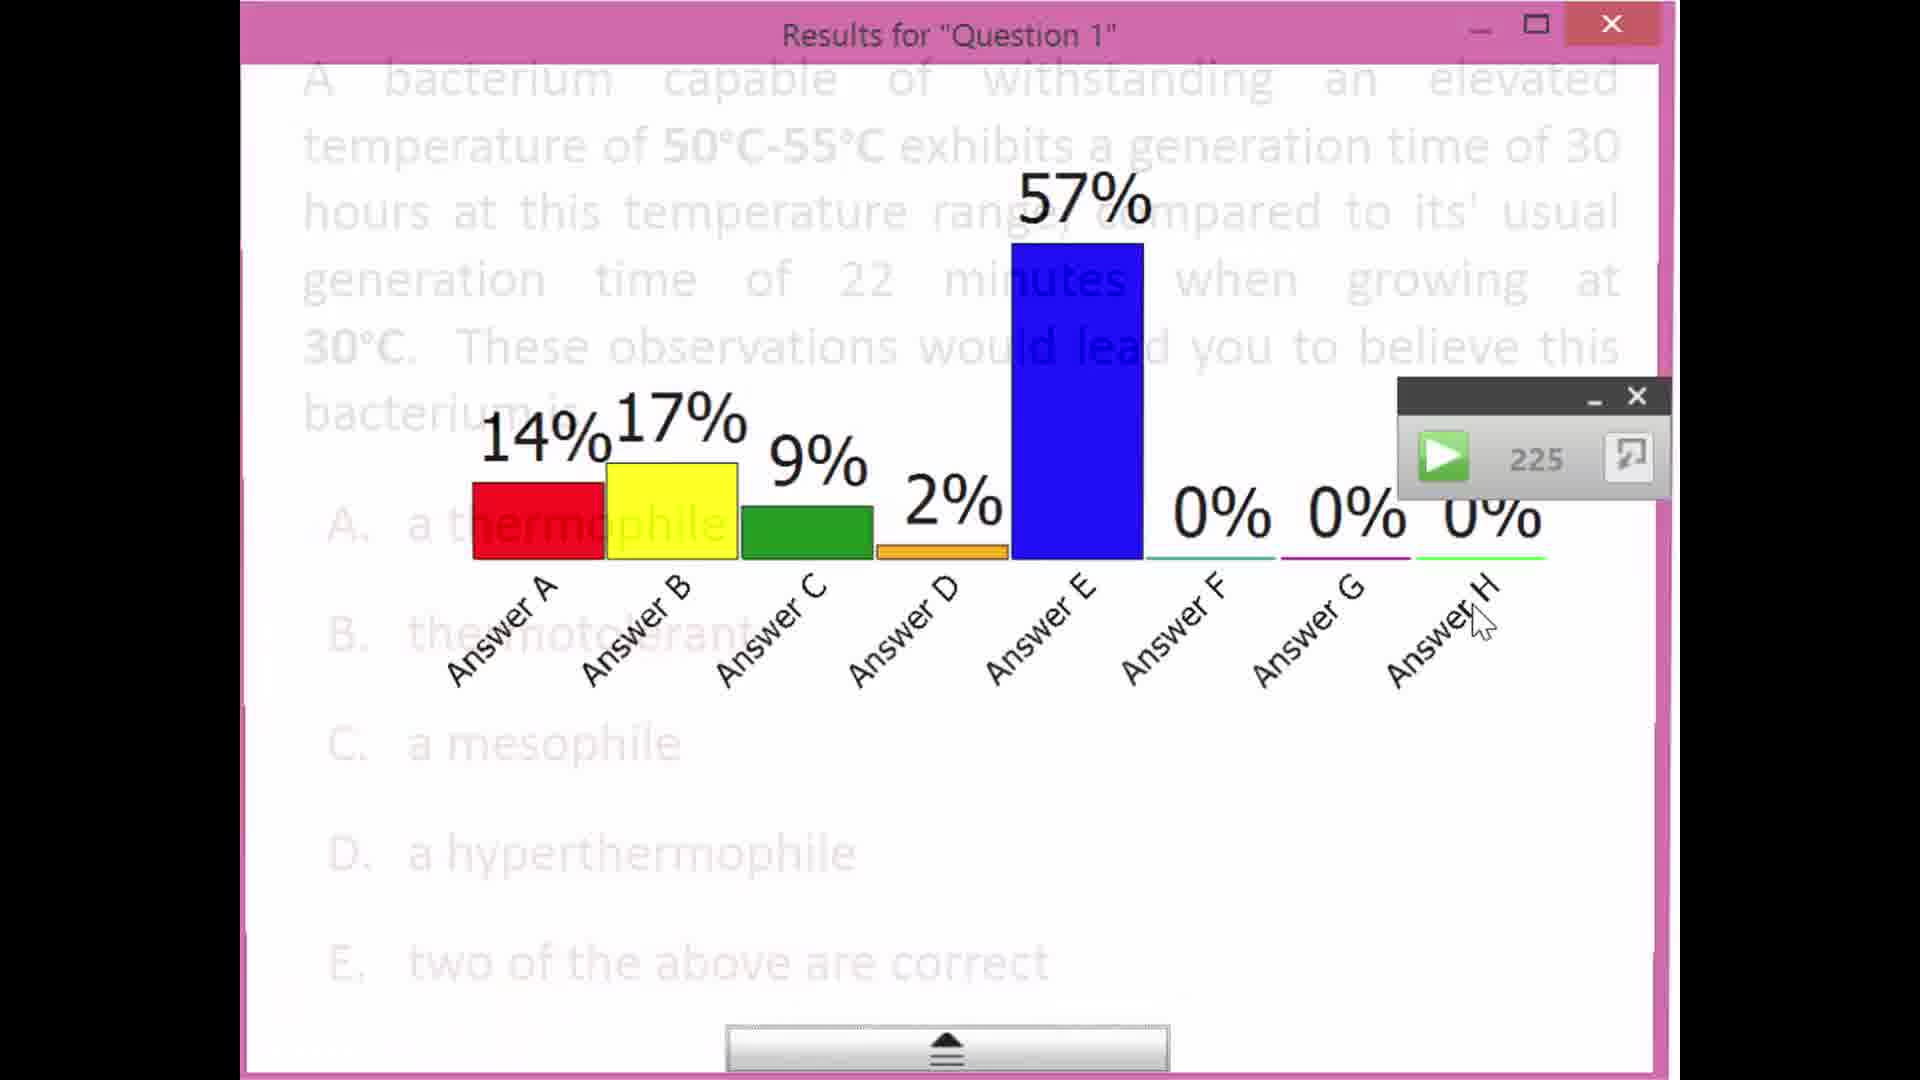 Results for "Question 1"
A bacterium capable of withstanding an elevated
temperature of 50°C-55°C exhibits a generation time of 30
57%
hours at this temperature range, compared to its' usual
generation time of 22 minutes when growing at
30°C. These observations would lead you to believe this
bacterium is
14%
17%
9%
2%
0%
0%
0%
225
A. a thermophile
Answer A
Answer B
Answer C
Answer D
Answer E
Answer F
Answer G
Answer H
B. thermotolerant
C. a mesophile
D. a hyperthermophile
E. two of the above are correct